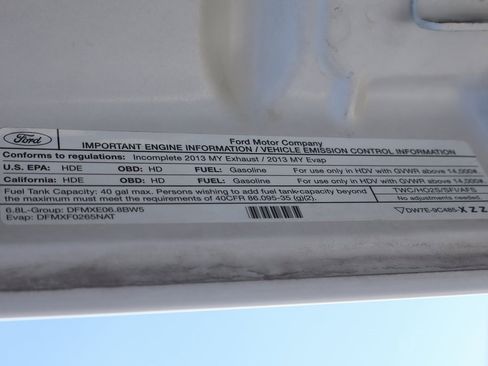 Ford
Ford Motor Company
IMPORTANT ENGINE INFORMATION / VEHICLE EMISSION CONTROL INFORMATION
Conforms to regulations: Incomplete 2013 MY Exhaust / 2013 MY Evap
U.S. EPA: HDE OBD: HD FUEL: Gasoline For use only in HDV with GVWR above 14,000#
California: HDE OBD: HD FUEL: Gasoline For use only in HDV with GVWR above 14,000#
Fuel Tank Capacity: 40 gal max. Persons wishing to add fuel tank capacity beyond
the maximum must meet the requirements of 40CFR 86.095-35 (g)(2).
TWC/HO2S/SFI/AFS
No adjustments needed.
6.8L-Group: DFMXE06.8BW5
Evap: DFMXF0265NAT
DW7E-9C485-XZZ